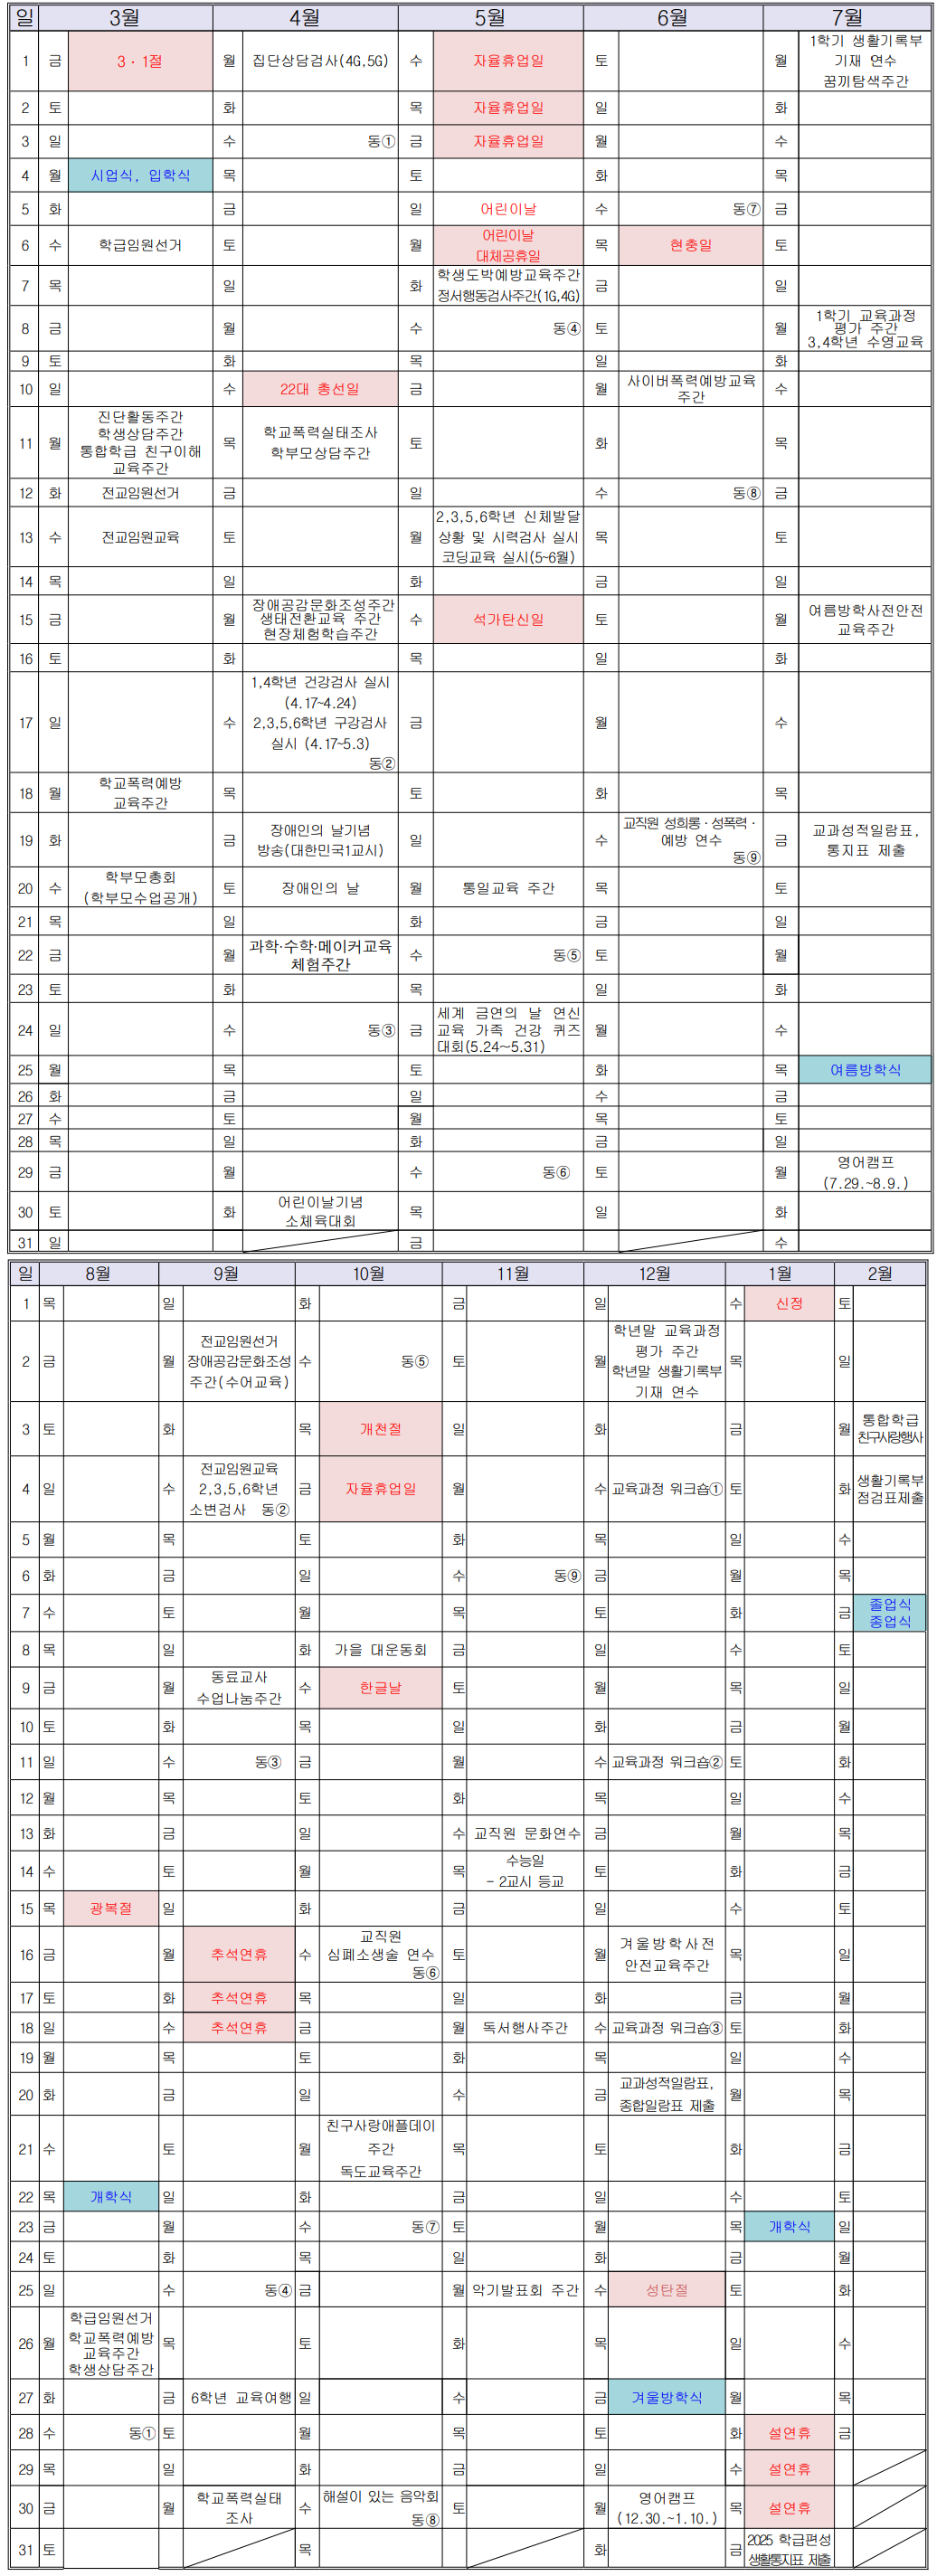 일 3월 4월 5월 6월 7월
1 금 3·1절 월 집단상담검사(4G,5G) 수 자율휴업일 토 월 1학기 생활기록부
기재 연수
꿈끼탐색주간
2 토 화 목 자율휴업일 일 화
3 일 수 동① 금 자율휴업일 월 수
4 월 시업식, 입학식 목 토 화 목
5 화 금 일 어린이날 수 동⑦ 금
6 수 학급임원선거 토 월 어린이날
대체공휴일 목 현충일 토
7 목 일 화 학생도박예방교육주간
정서행동검사주간(1G,4G) 금 일
8 금 월 수 동④ 토 월 1학기 교육과정
평가 주간
3,4학년 수영교육
9 토 화 목 일 화
10 일 수 22대 총선일 금 월 사이버폭력예방교육
주간 수
11 월 진단활동주간
학생상담주간
통합학급 친구이해
교육주간 목 학교폭력실태조사
학부모상담주간 토 화 목
12 화 전교임원선거 금 일 수 동⑧ 금
13 수 전교임원교육 토 월 2,3,5,6학년 신체발달
상황 및 시력검사 실시
코딩교육 실시(5~6월) 목 토
14 목 일 화 금 일
15 금 월 장애공감문화조성주간
생태전환교육 주간
현장체험학습주간 수 석가탄신일 토 월 여름방학사전안전
교육주간
16 토 화 목 일 화
17 일 수 1,4학년 건강검사 실시
(4.17~4.24)
2,3,5,6학년 구강검사
실시 (4.17~5.3)
동② 금 월 수
18 월 학교폭력예방
교육주간 목 토 화 목
19 화 금 장애인의 날기념
방송(대한민국1교시) 일 수 교직원 성희롱·성폭력·
예방 연수
동⑨ 금 교과성적일람표,
통지표 제출
20 수 학부모총회
(학부모수업공개) 토 장애인의 날 월 통일교육 주간 목 토
21 목 일 화 금 일
22 금 월 과학·수학·메이커교육
체험주간 수 동⑤ 토 월
23 토 화 목 일 화
24 일 수 동③ 금 세계 금연의 날 연신
교육 가족 건강 퀴즈
대회(5.24~5.31) 월 수
25 월 목 토 화 목 여름방학식
26 화 금 일 수 금
27 수 토 월 목 토
28 목 일 화 금 일
29 금 월 수 동⑥ 토 월 영어캠프
(7.29.~8.9.)
30 토 화 어린이날기념
소체육대회 목 일 화
31 일 금 수
일 8월 9월 10월 11월 12월 1월 2월
1 목 일 화 금 일 수 신정 토
2 금 월 전교임원선거
장애공감문화조성
주간(수어교육) 수 동⑤ 토 월 학년말 교육과정
평가 주간
학년말 생활기록부
기재 연수 목 일
3 토 화 목 개천절 일 화 금 월 통합학급
친구사랑행사
4 일 수 전교임원교육
2,3,5,6학년
소변검사 동② 금 자율휴업일 월 수 교육과정 워크숍① 토 화 생활기록부
점검표제출
5 월 목 토 화 목 일 수
6 화 금 일 수 동⑨ 금 월 목
7 수 토 월 목 토 화 금 졸업식
종업식
8 목 일 화 가을 대운동회 금 일 수 토
9 금 월 동료교사
수업나눔주간 수 한글날 토 월 목 일
10 토 화 목 일 화 금 월
11 일 수 동③ 금 월 수 교육과정 워크숍② 토 화
12 월 목 토 화 목 일 수
13 화 금 일 수 교직원 문화연수 금 월 목
14 수 토 월 목 수능일
- 2교시 등교 토 화 금
15 목 광복절 일 화 금 일 수 토
16 금 월 추석연휴 수 교직원
심폐소생술 연수
동⑥ 토 월 겨울방학사전
안전교육주간 목 일
17 토 화 추석연휴 목 일 화 금 월
18 일 수 추석연휴 금 월 독서행사주간 수 교육과정 워크숍③ 토 화
19 월 목 토 화 목 일 수
20 화 금 일 수 금 교과성적일람표,
종합일람표 제출 월 목
21 수 토 월 친구사랑애플데이
주간
독도교육주간 목 토 화 금
22 목 개학식 일 화 금 일 수 토
23 금 월 수 동⑦ 토 월 목 개학식 일
24 토 화 목 일 화 금 월
25 일 수 동④ 금 월 악기발표회 주간 수 성탄절 토 화
26 월 학급임원선거
학교폭력예방
교육주간
학생상담주간 목 토 화 목 일 수
27 화 금 6학년 교육여행 일 수 금 겨울방학식 월 목
28 수 동① 토 월 목 토 화 설연휴 금
29 목 일 화 금 일 수 설연휴
30 금 월 학교폭력실태
조사 수 해설이 있는 음악회
동⑧ 토 월 영어캠프
(12.30.~1.10.) 목 설연휴
31 토 목 화 금 2025 학급편성
생활통지표 제출